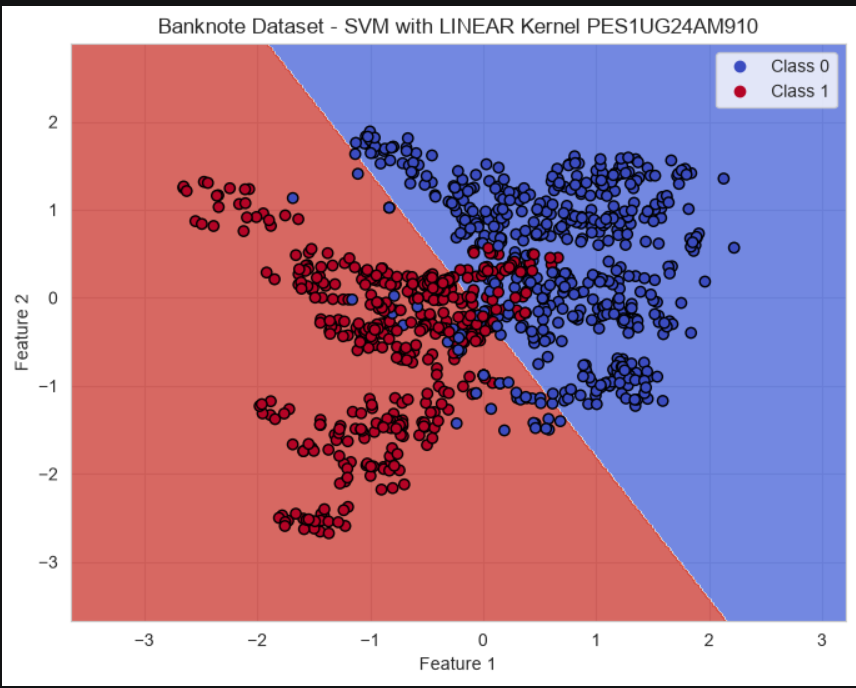 Banknote Dataset - SVM with LINEAR Kernel PES1UG24AM910
Class 0
Class 1
2
1
0
−1
−2
−3
Feature 2
−3
−2
−1
0
1
2
3
Feature 1